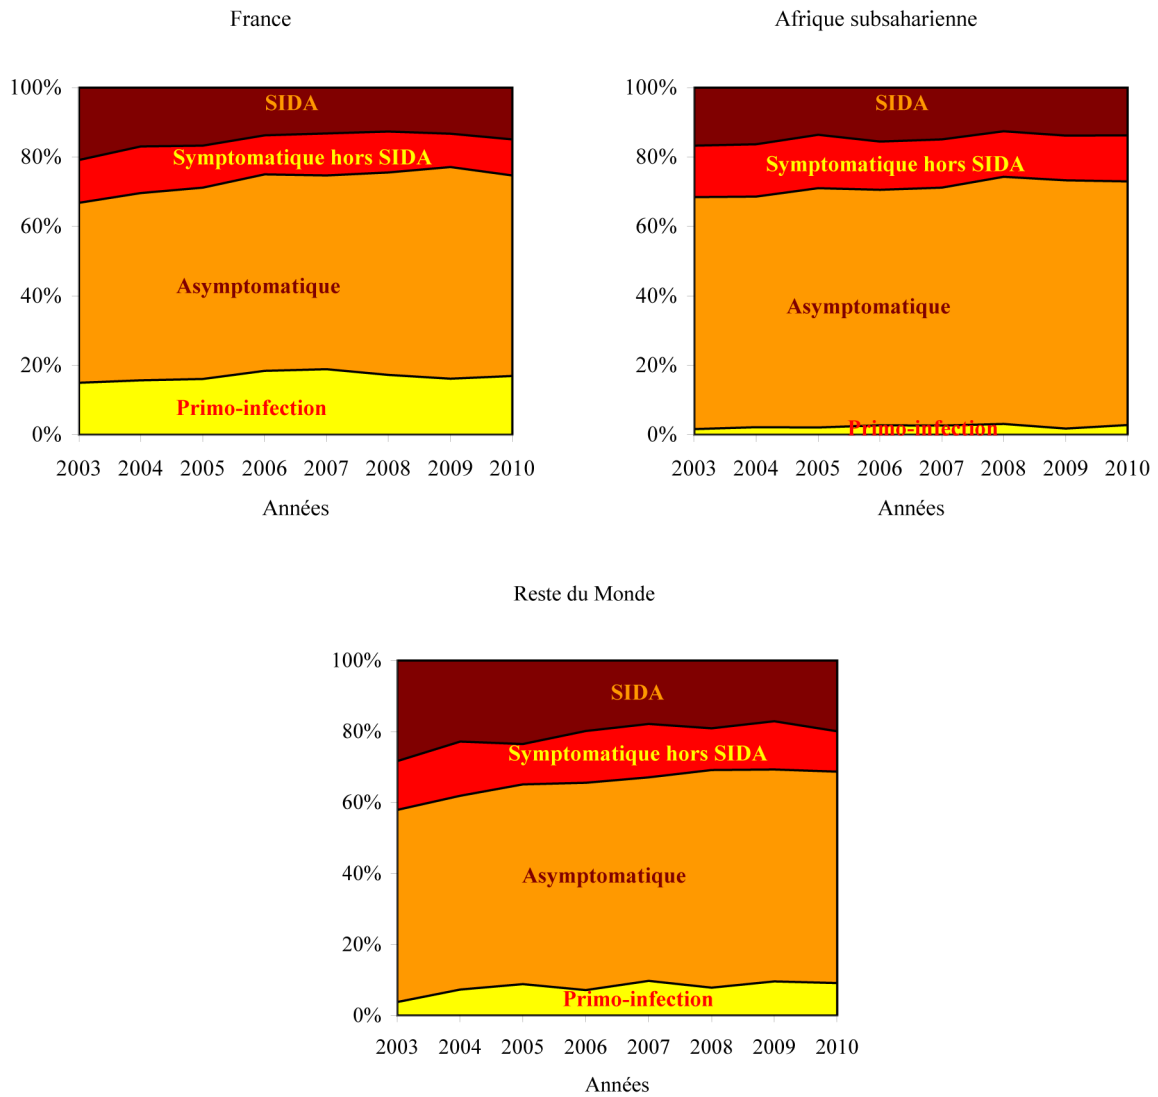 France
100%
80%
60%
40%
20%
0%
SIDA
Symptomatique hors SIDA
Asymptomatique
Primo-infection
2003 2004 2005 2006 2007 2008 2009 2010
Années
Afrique subsaharienne
100%
80%
60%
40%
20%
0%
SIDA
Symptomatique hors SIDA
Asymptomatique
Primo-infection
2003 2004 2005 2006 2007 2008 2009 2010
Années
Reste du Monde
100%
80%
60%
40%
20%
0%
SIDA
Symptomatique hors SIDA
Asymptomatique
Primo-infection
2003 2004 2005 2006 2007 2008 2009 2010
Années